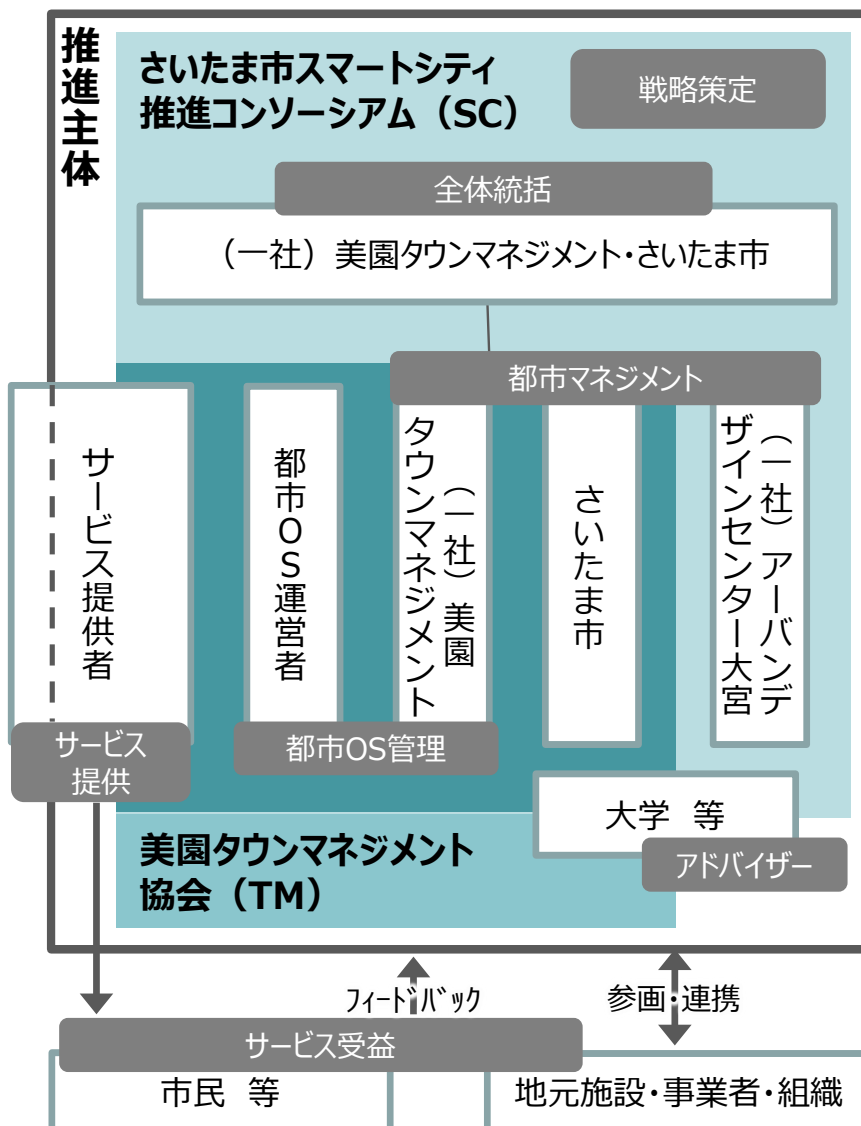 推進主体
さいたま市スマートシティ
推進コンソーシアム（SC）
戦略策定
全体統括
（一社）美園タウンマネジメント・さいたま市
都市マネジメント
サービス提供者
都市OS運営者
（一社）美園
タウンマネジメント
さいたま市
（一社）アーバンデ
ザインセンター大宮
サービス
提供
都市OS管理
大学 等
アドバイザー
美園タウンマネジメント
協会（TM）
フィードバック
参画・連携
サービス受益
市民 等
地元施設・事業者・組織